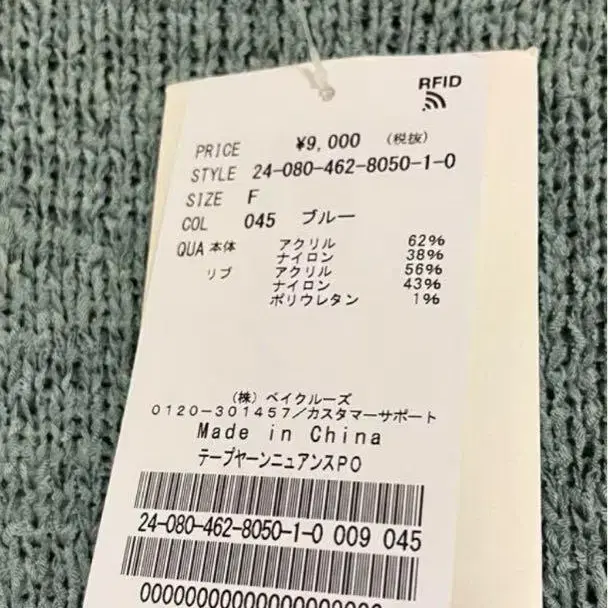 RFID
PRICE ¥9,000 (税抜)
STYLE 24-080-462-8050-1-0
SIZE F
COL 045 ブルー
QUA 本体 アクリル 62%
ナイロン 38%
リブ アクリル 56%
ナイロン 43%
ポリウレタン 1%
(株)ベイクルーズ
0120-301457/カスタマーサポート
Made in China
テープヤーンニュアンスPO
24-080-462-8050-1-0 009 045